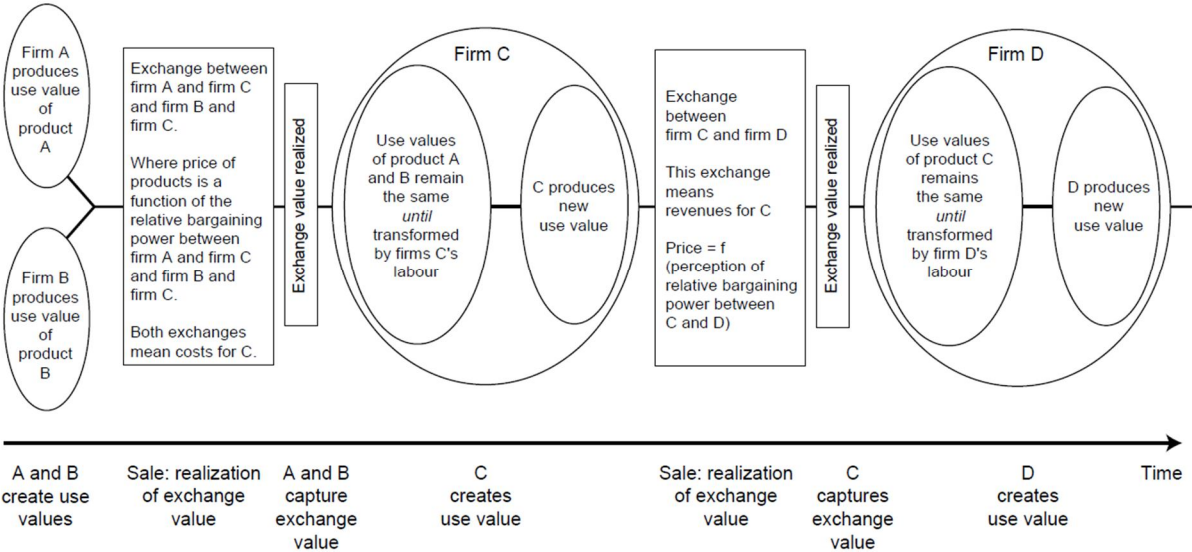 Firm A
produces
use value
of
product
A
Firm B
produces
use value
of
product
B
Exchange between
firm A and firm C
and firm B and
firm C.
Where price of
products is a
function of the
relative bargaining
power between
firm A and firm C
and firm B and
firm C.
Both exchanges
mean costs for C.
Exchange value realized
Firm C
Use values
of product A
and B remain
the same
until
transformed
by firms C's
labour
C produces
new
use value
Exchange
between
firm C and firm D
This exchange
means
revenues for C
Price = f
(perception of
relative bargaining
power between
C and D)
Exchange value realized
Firm D
Use values
of product C
remains
the same
until
transformed
by firm D's
labour
D produces
new
use value
A and B
create use
values
Sale: realization
of exchange
value
A and B
capture
exchange
value
C
creates
use value
Sale: realization
of exchange
value
C
captures
exchange
value
D
creates
use value
Time